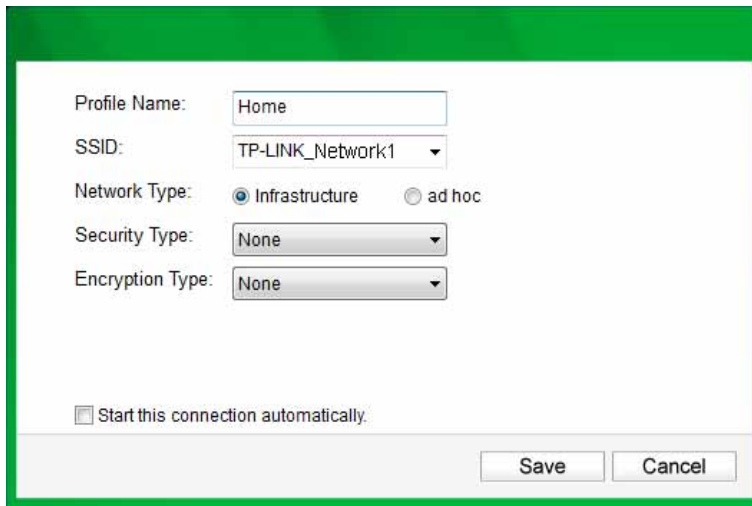 Profile Name: Home
SSID: TP-LINK_Network1
Network Type: Infrastructure ad hoc
Security Type: None
Encryption Type: None
Start this connection automatically.
Save Cancel